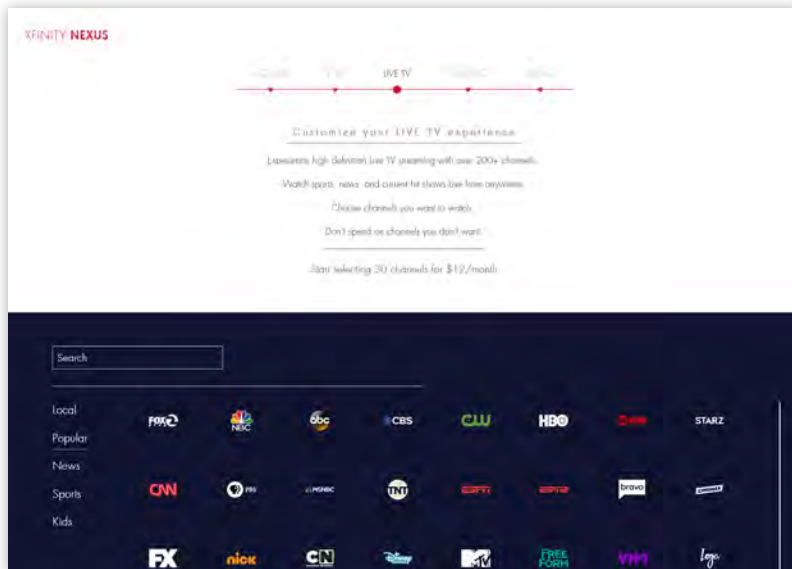 XFINITY NEXUS
LIVE TV
Customize your LIVE TV experience
Experience high definition live TV streaming with over 200+ channels.
Watch sports, news, and current hit shows live from anywhere.
Choose channels you want to watch.
Don't spend on channels you don't want.
Start selecting 30 channels for $12/month
Search
Local
Popular
News
Sports
Kids
FOX 2 NBC abc CBS CW HBO STARZ
CNN PBS MSNBC TNT ESPN ESPN2 bravo
FX nick CN Disney MTV FREE FORM VH1 logo